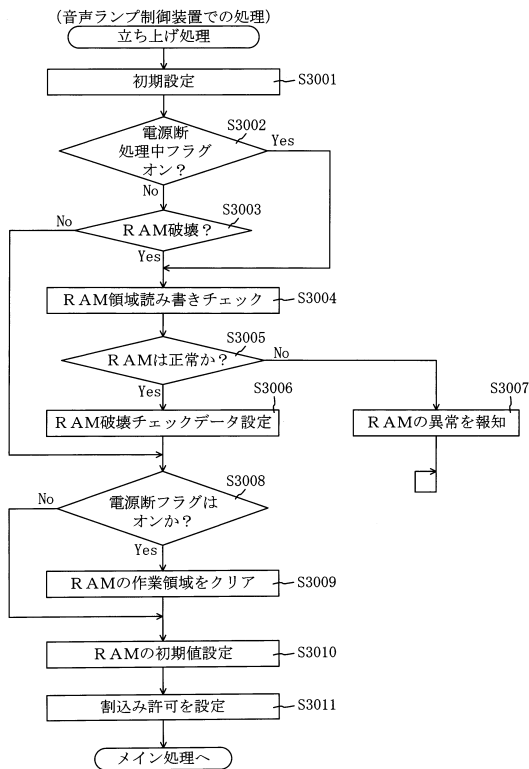 (音声ランプ制御装置での処理)
立ち上げ処理
初期設定
S3001
電源断
処理中フラグ
オン？
S3002
Yes
No
RAM破壊？
S3003
No
Yes
RAM領域読み書きチェック
S3004
RAMは正常か？
S3005
No
Yes
RAM破壊チェックデータ設定
S3006
RAMの異常を報知
S3007
電源断フラグは
オンか？
S3008
No
Yes
RAMの作業領域をクリア
S3009
RAMの初期値設定
S3010
割込み許可を設定
S3011
メイン処理へ